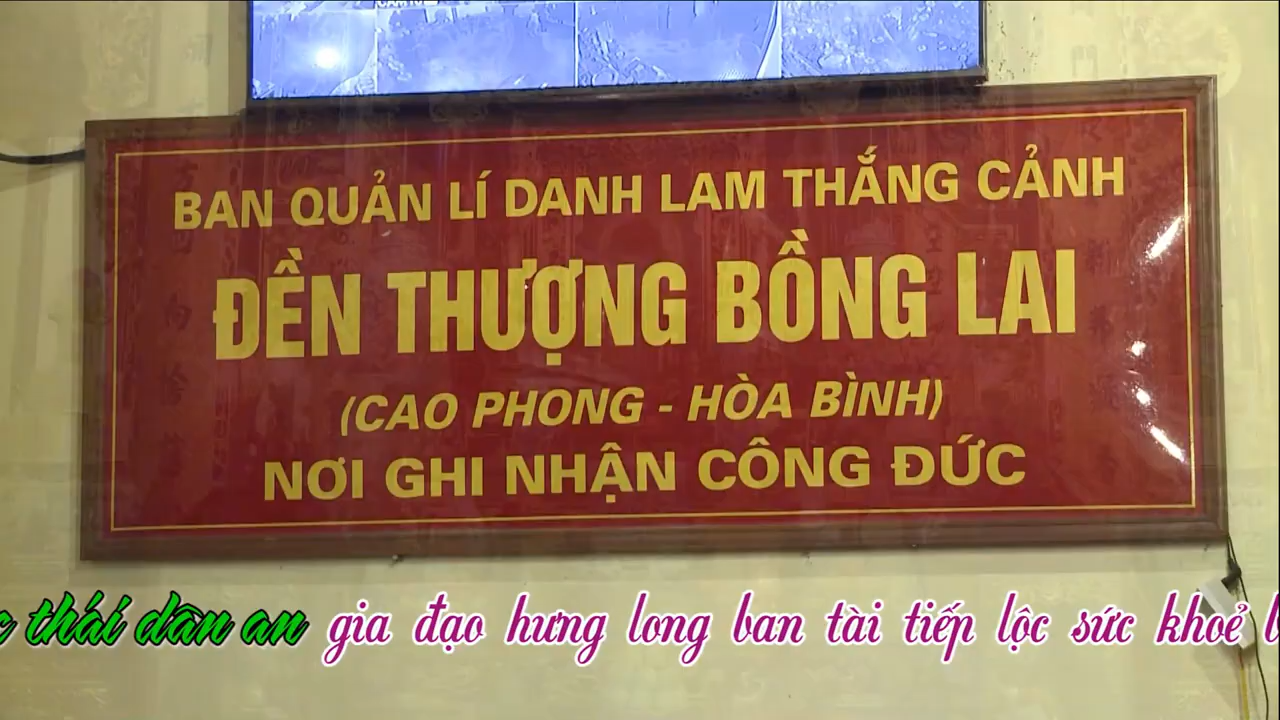 BAN QUẢN LÍ DANH LAM THẮNG CẢNH
ĐỀN THƯỢNG BỒNG LAI
(CAO PHONG - HÒA BÌNH)
NƠI GHI NHẬN CÔNG ĐỨC
thái dân an gia đạo hưng long ban tài tiếp lộc sức khoẻ